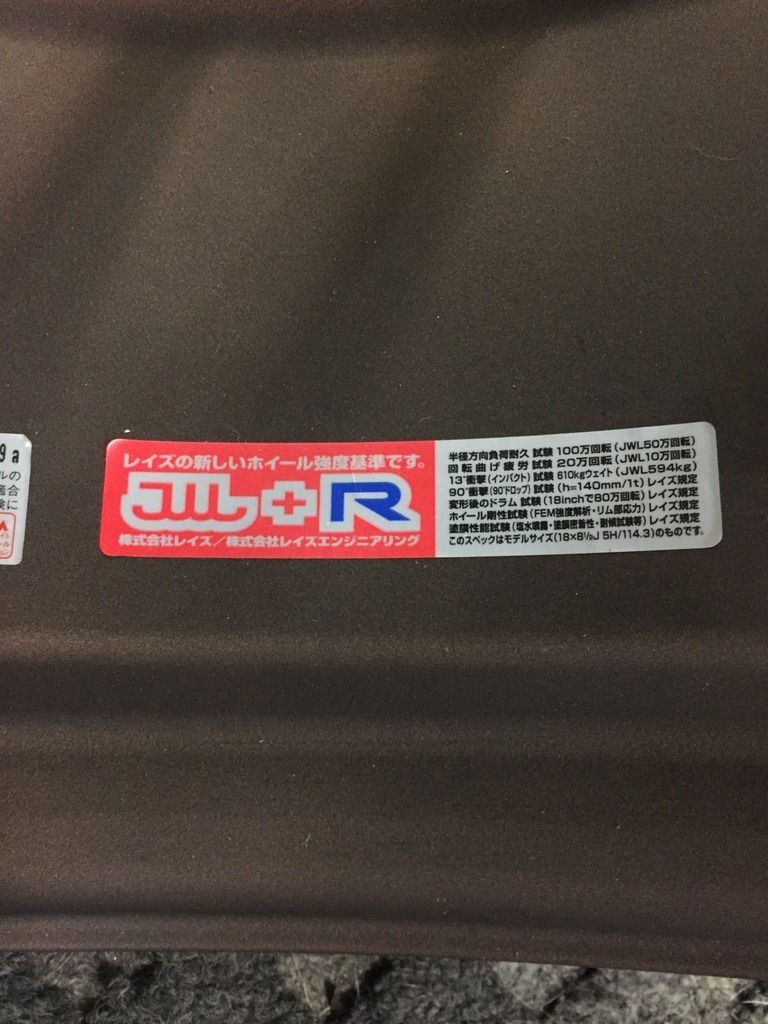 9a
ルの
適合
験に
レイズの新しいホイール強度基準です。
JWL+R
株式会社レイズ/株式会社レイズエンジニアリング
半径方向負荷耐久 試験 100万回転(JWL50万回転)
回転曲げ疲労 試験 20万回転(JWL10万回転)
13°衝撃(インパクト)試験 610kgウェイト(JWL594kg)
90°衝撃(90°ドロップ)試験(h=140mm/1t)レイズ規定
変形後のドラム 試験(18inchで80万回転)レイズ規定
ホイール剛性試験(FEM強度解析・リム部応力)レイズ規定
塗膜性能試験(塩水噴霧・塗膜密着性・耐候試験等)レイズ規定
このスペックはモデルサイズ(18×8½J 5H/114.3)のものです。